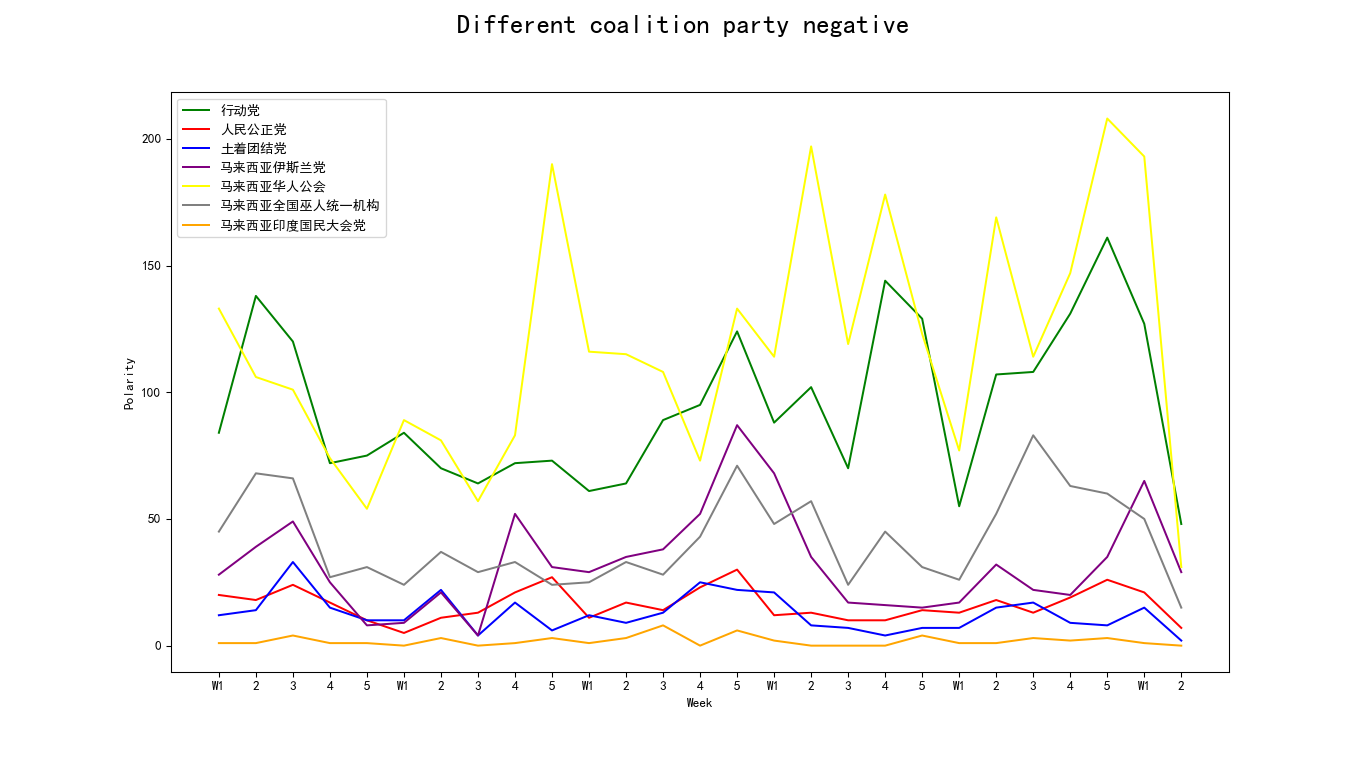 Different coalition party negative
行动党
人民公正党
土着团结党
马来西亚伊斯兰党
马来西亚华人公会
马来西亚全国巫人统一机构
马来西亚印度国民大会党
200
150
100
50
0
Polarity
W1 2 3 4 5 W1 2 3 4 5 W1 2 3 4 5 W1 2 3 4 5 W1 2 3 4 5 W1 2
Week